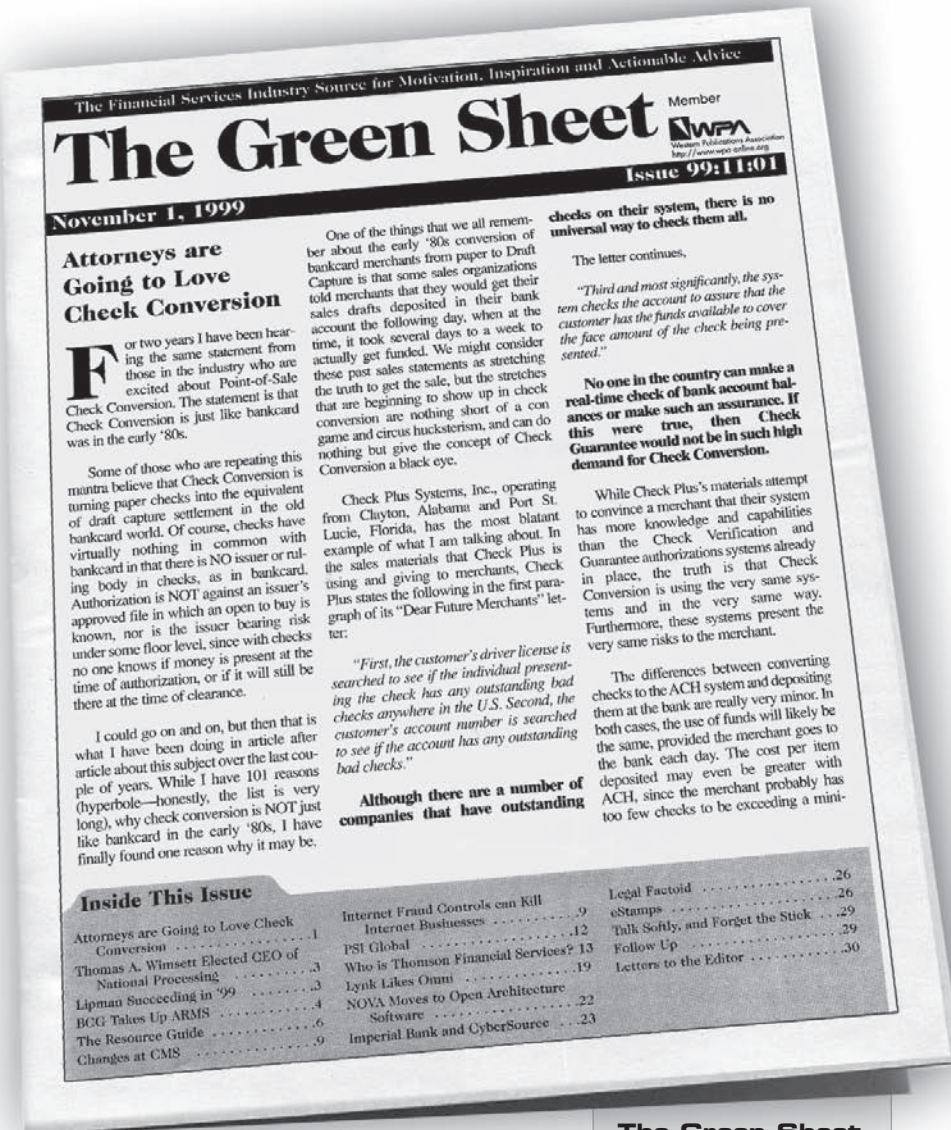 The Financial Services Industry Source for Motivation, Inspiration and Actionable Advice
The Green Sheet
Member
WPA
Western Publications Association
http://www.wpa-online.org
Issue 99:11:01
November 1, 1999
Attorneys are
Going to Love
Check Conversion
For two years I have been hear-
ing the same statement from
those in the industry who are
excited about Point-of-Sale
Check Conversion. The statement is that
Check Conversion is just like bankcard
was in the early ‘80s.
Some of those who are repeating this
mantra believe that Check Conversion is
turning paper checks into the equivalent
of draft capture settlement in the old
bankcard world. Of course, checks have
virtually nothing in common with
bankcard in that there is NO issuer or rul-
ing body in checks, as in bankcard.
Authorization is NOT against an issuer’s
approved file in which an open to buy is
known, nor is the issuer bearing risk
under some floor level, since with checks
no one knows if money is present at the
time of authorization, or if it will still be
there at the time of clearance.
I could go on and on, but then that is
what I have been doing in article after
article about this subject over the last cou-
ple of years. While I have 101 reasons
(hyperbole—honestly, the list is very
long), why check conversion is NOT just
like bankcard in the early ‘80s, I have
finally found one reason why it may be.
One of the things that we all remem-
ber about the early ‘80s conversion of
bankcard merchants from paper to Draft
Capture is that some sales organizations
told merchants that they would get their
sales drafts deposited in their bank
account the following day, when at the
time, it took several days to a week to
actually get funded. We might consider
these past sales statements as stretching
the truth to get the sale, but the stretches
that are beginning to show up in check
conversion are nothing short of a con
game and circus hucksterism, and can do
nothing but give the concept of Check
Conversion a black eye.
Check Plus Systems, Inc., operating
from Clayton, Alabama and Port St.
Lucie, Florida, has the most blatant
example of what I am talking about. In
the sales materials that Check Plus is
using and giving to merchants, Check
Plus states the following in the first para-
graph of its “Dear Future Merchants” let-
ter:
“First, the customer’s driver license is
searched to see if the individual present-
ing the check has any outstanding bad
checks anywhere in the U.S. Second, the
customer’s account number is searched
to see if the account has any outstanding
bad checks.”
Although there are a number of
companies that have outstanding
checks on their system, there is no
universal way to check them all.
The letter continues,
“Third and most significantly, the sys-
tem checks the account to assure that the
customer has the funds available to cover
the face amount of the check being pre-
sented.”
No one in the country can make a
real-time check of bank account bal-
ances or make such an assurance. If
this were true, then Check
Guarantee would not be in such high
demand for Check Conversion.
While Check Plus’s materials attempt
to convince a merchant that their system
has more knowledge and capabilities
than the Check Verification and
Guarantee authorizations systems already
in place, the truth is that Check
Conversion is using the very same sys-
tems and in the very same way.
Furthermore, these systems present the
very same risks to the merchant.
The differences between converting
checks to the ACH system and depositing
them at the bank are really very minor. In
both cases, the use of funds will likely be
the same, provided the merchant goes to
the bank each day. The cost per item
deposited may even be greater with
ACH, since the merchant probably has
too few checks to be exceeding a mini-
Inside This Issue
Attorneys are Going to Love Check
Conversion . . . . . . . . . . . . . . . . .1
Thomas A. Wimsett Elected CEO of
National Processing . . . . . . . . . . .3
Lipman Succeeding in ’99 . . . . . . . . .3
BCG Takes Up ARMS . . . . . . . . . . . .4
The Resource Guide . . . . . . . . . . . . .6
Changes at CMS . . . . . . . . . . . . . . .9
Internet Fraud Controls can Kill
Internet Businesses . . . . . . . . . . .9
PSI Global . . . . . . . . . . . . . . . . . .12
Who is Thomson Financial Services? 13
Lynk Likes Omni . . . . . . . . . . . . . .19
NOVA Moves to Open Architecture
Software . . . . . . . . . . . . . . . . . .22
Imperial Bank and CyberSource . . .23
Legal Factoid . . . . . . . . . . . . . . . .26
eStamps . . . . . . . . . . . . . . . . . . .26
Talk Softly, and Forget the Stick . . .29
Follow Up . . . . . . . . . . . . . . . . . .29
Letters to the Editor . . . . . . . . . . .30
The Green Sheet